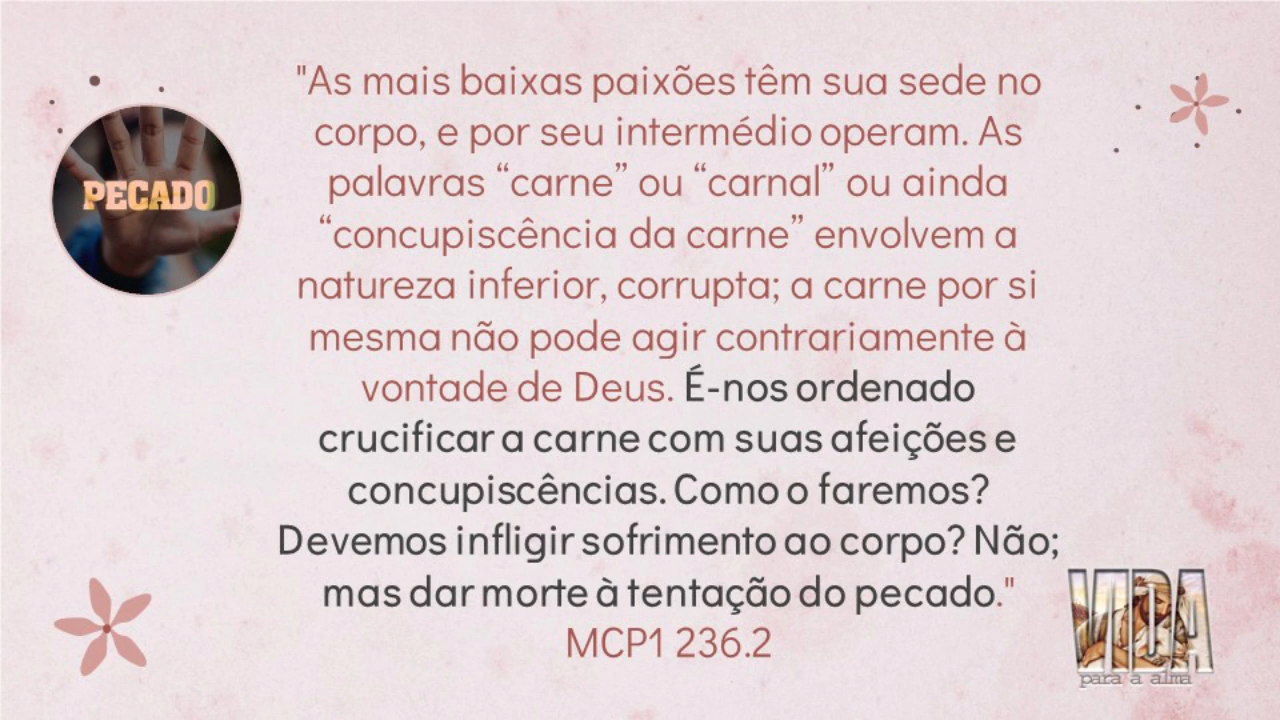 PECADO
"As mais baixas paixões têm sua sede no
corpo, e por seu intermédio operam. As
palavras “carne” ou “carnal” ou ainda
“concupiscência da carne” envolvem a
natureza inferior, corrupta; a carne por si
mesma não pode agir contrariamente à
vontade de Deus. É-nos ordenado
crucificar a carne com suas afeições e
concupiscências. Como o faremos?
Devemos infligir sofrimento ao corpo? Não;
mas dar morte à tentação do pecado."
MCP1 236.2
VIDA
para a alma